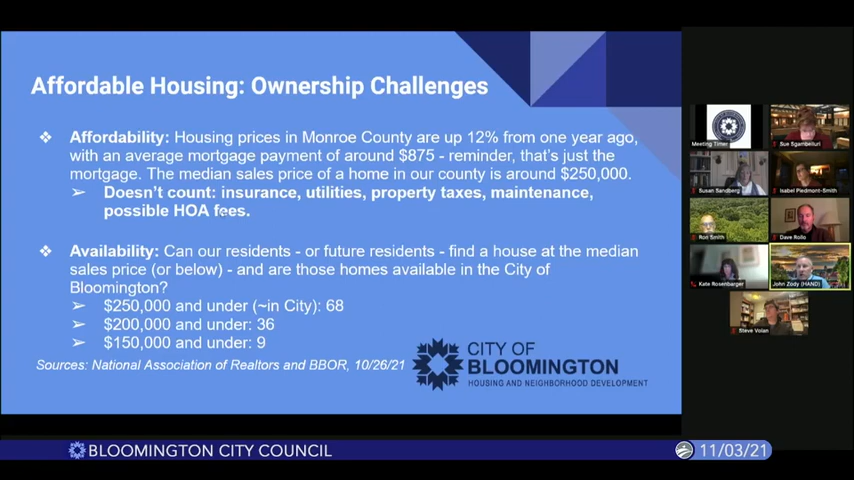 Affordable Housing: Ownership Challenges
❖ Affordability: Housing prices in Monroe County are up 12% from one year ago,
with an average mortgage payment of around $875 - reminder, that's just the
mortgage. The median sales price of a home in our county is around $250,000.
➢ Doesn't count: insurance, utilities, property taxes, maintenance,
possible HOA fees.
❖ Availability: Can our residents - or future residents - find a house at the median
sales price (or below) - and are those homes available in the City of
Bloomington?
➢ $250,000 and under (~in City): 68
➢ $200,000 and under: 36
➢ $150,000 and under: 9
Sources: National Association of Realtors and BBOR, 10/26/21
CITY OF
BLOOMINGTON
HOUSING AND NEIGHBORHOOD DEVELOPMENT
Meeting Timer
Sue Sgambelluri
Susan Sandberg
Isabel Piedmont-Smith
Ron Smith
Dave Rollo
Kate Rosenbarger
John Zody (HAND)
Steve Volan
BLOOMINGTON CITY COUNCIL
11/03/21